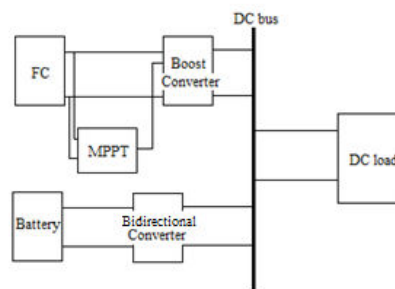 DC bus
FC
Boost
Converter
MPPT
DC load
Battery
Bidirectional
Converter